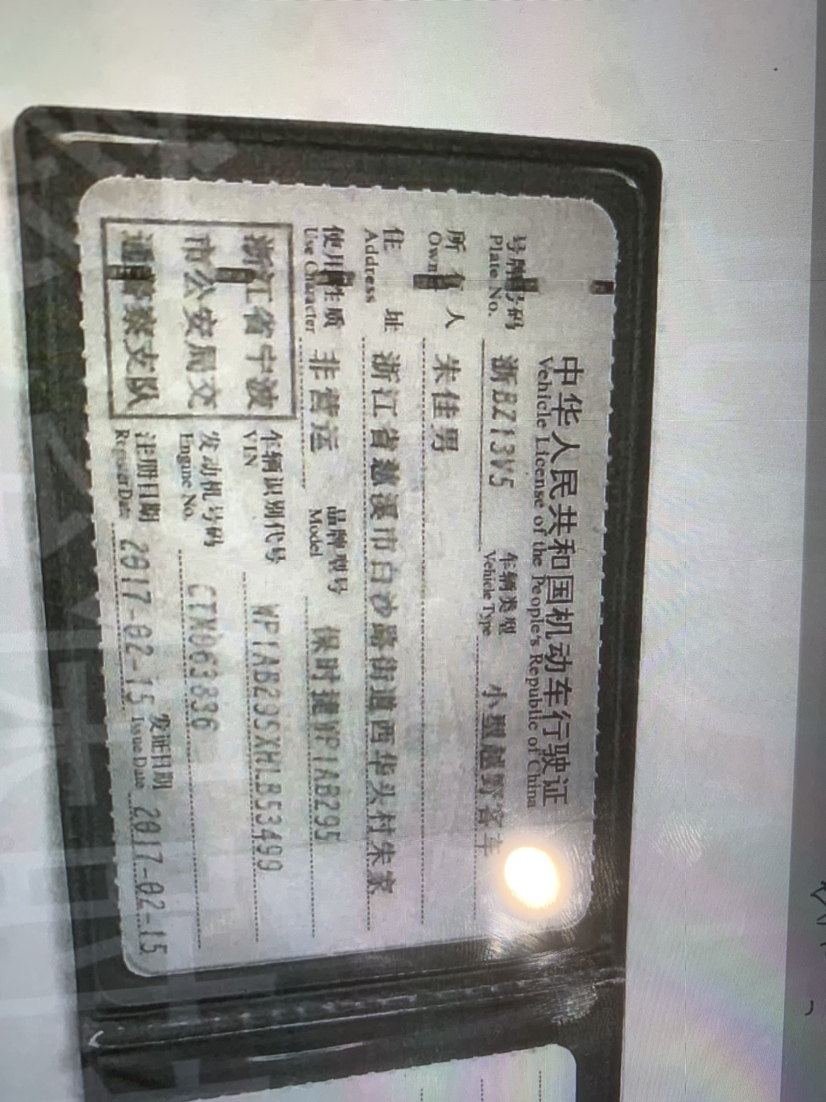 中华人民共和国机动车行驶证
Vehicle License of the People's Republic of China
号牌号码 浙BZ13V5 车辆类型 小型越野客车
Plate No. Vehicle Type
所有人 朱佳男
Owner
住址 浙江省慈溪市白沙路街道西华头村朱家
Address
使用性质 非营运 品牌型号 保时捷WP1AB295
Use Character Model
浙江省宁波
市公安局交
通警察支队
车辆识别代号 WP1AB295XHLB53499
VIN
发动机号码 CTN063836
Engine No.
注册日期 2017-02-15 发证日期 2017-02-15
Register Date Issue Date